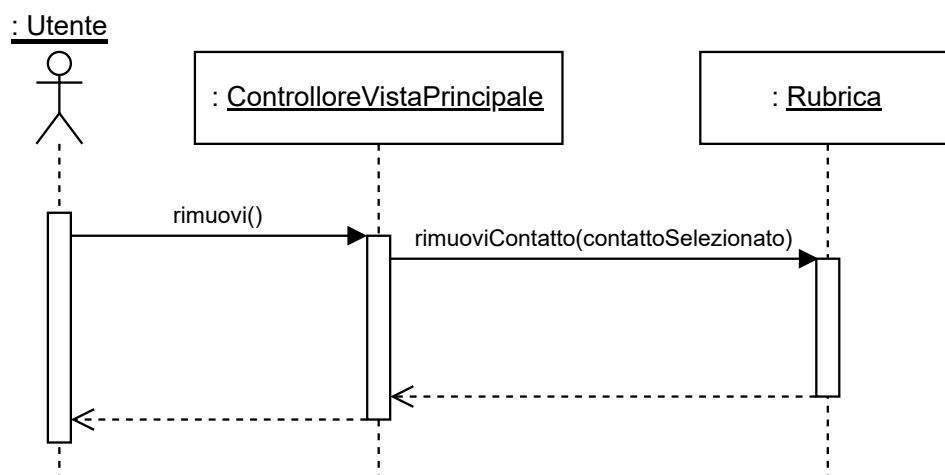 : Utente
: ControlloreVistaPrincipale
: Rubrica
rimuovi()
rimuoviContatto(contattoSelezionato)